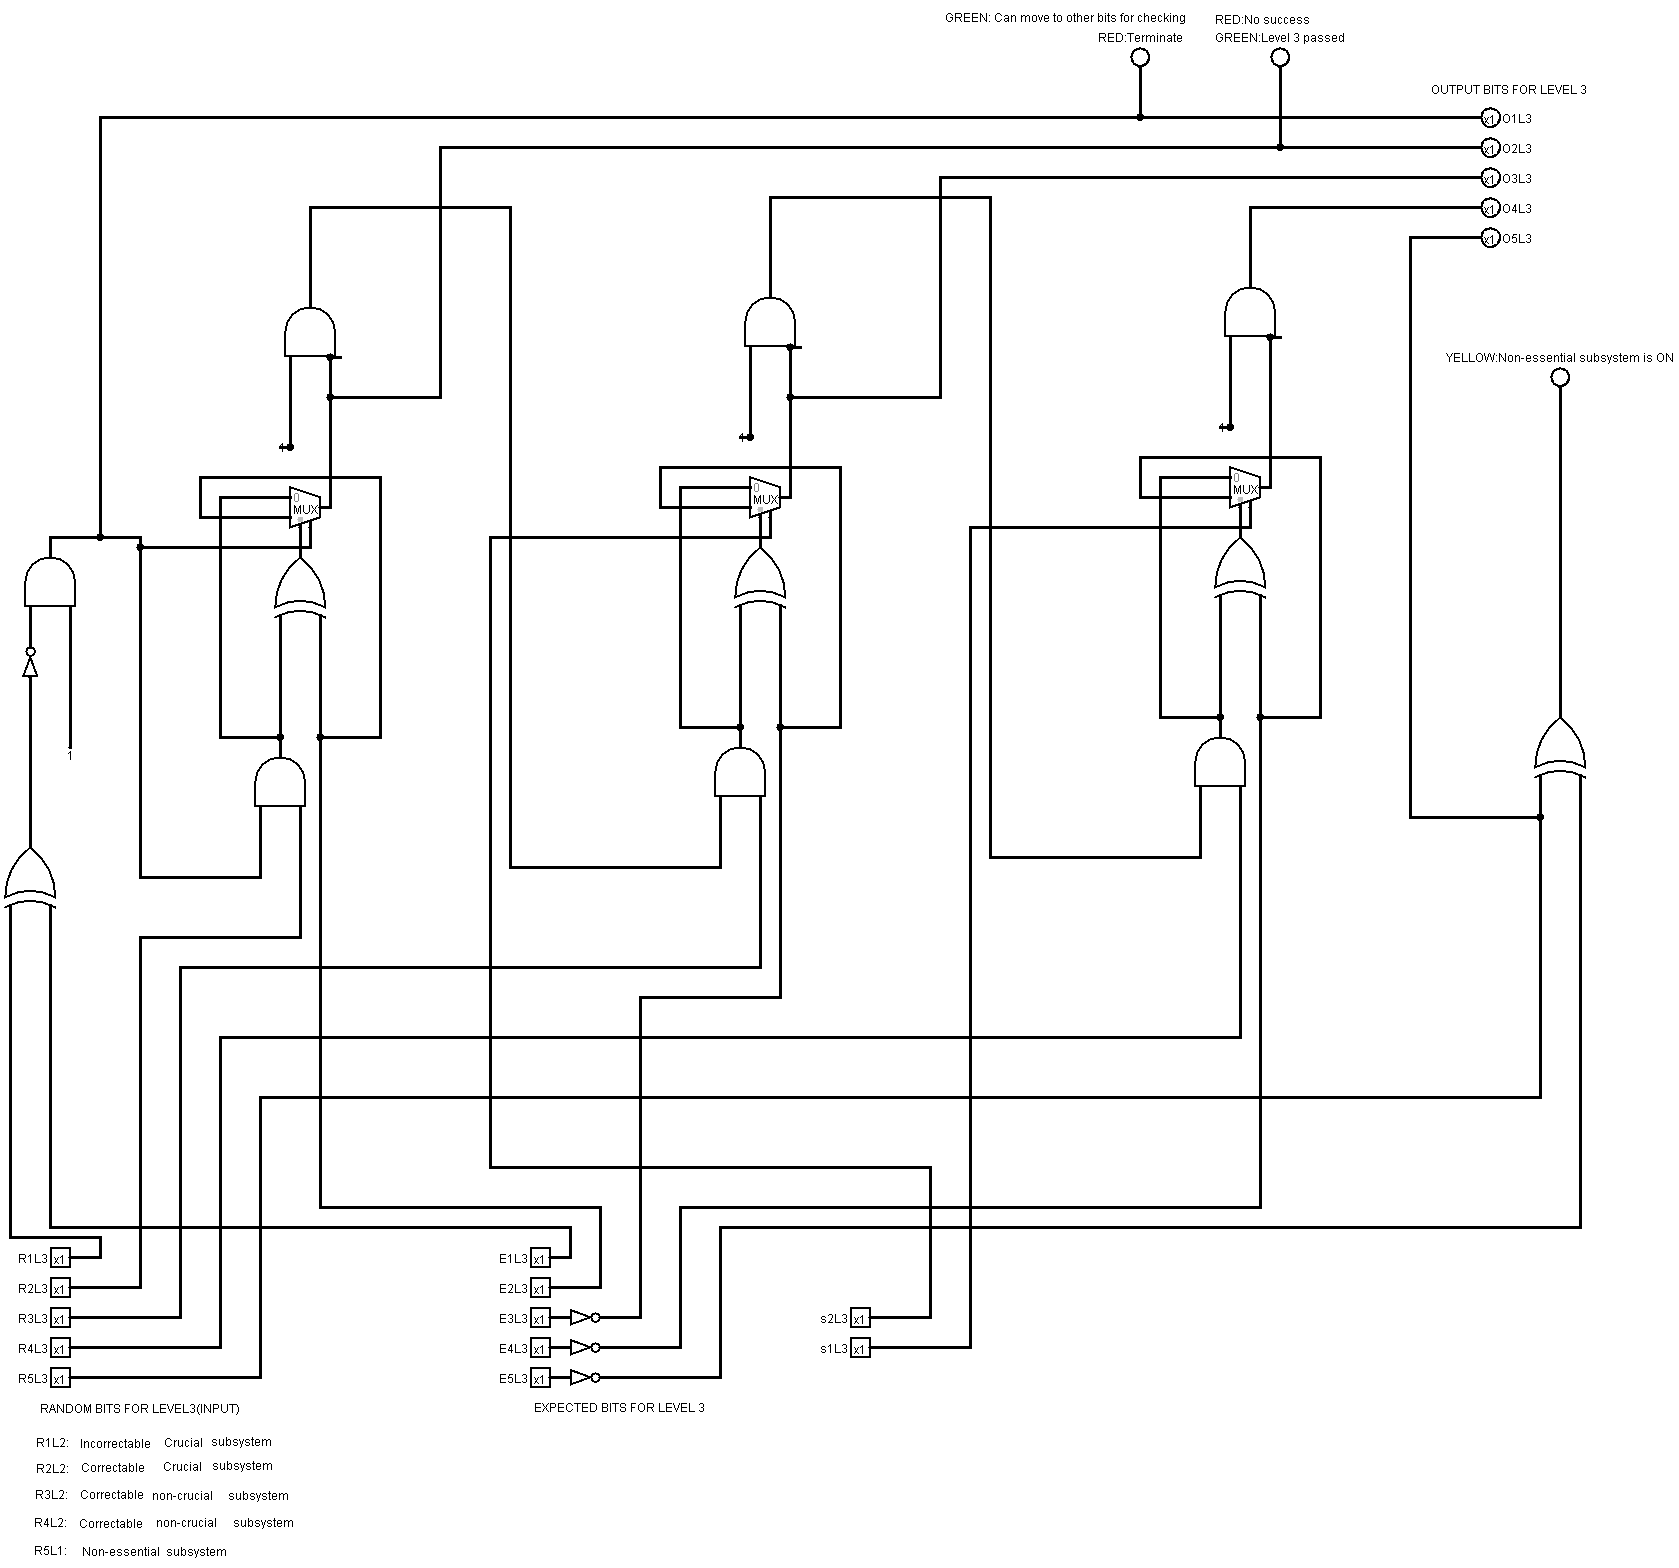 GREEN: Can move to other bits for checking
RED:No success
RED:Terminate
GREEN:Level 3 passed
OUTPUT BITS FOR LEVEL 3
x1 O1L3
x1 O2L3
x1 O3L3
x1 O4L3
x1 O5L3
YELLOW:Non-essential subsystem is ON
1
1
1
0
MUX
0
MUX
0
MUX
1
R1L3 x1
E1L3 x1
R2L3 x1
E2L3 x1
R3L3 x1
E3L3 x1
s2L3 x1
R4L3 x1
E4L3 x1
s1L3 x1
R5L3 x1
E5L3 x1
RANDOM BITS FOR LEVEL3(INPUT)
EXPECTED BITS FOR LEVEL 3
R1L2: Incorrectable Crucial subsystem
R2L2: Correctable Crucial subsystem
R3L2: Correctable non-crucial subsystem
R4L2: Correctable non-crucial subsystem
R5L1: Non-essential subsystem